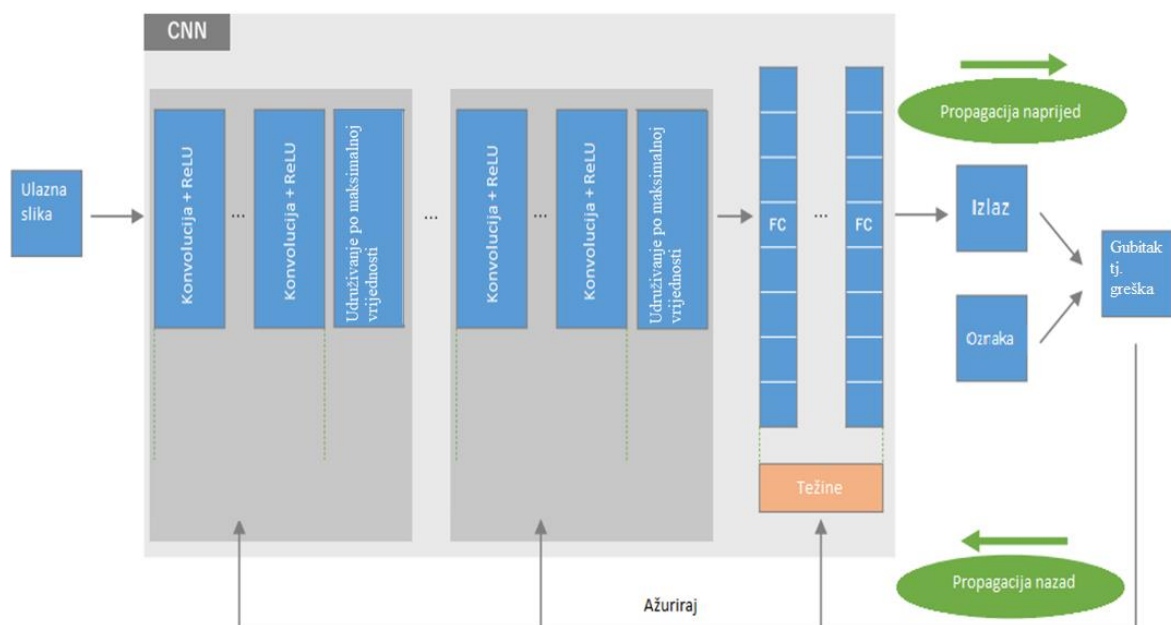 CNN
Ulazna
slika
Konvolucija + ReLU
...
Konvolucija + ReLU
Udruživanje po maksimalnoj
vrijednosti
...
Konvolucija + ReLU
...
Konvolucija + ReLU
Udruživanje po maksimalnoj
vrijednosti
FC
...
FC
Težine
Propagacija naprijed
Izlaz
Oznaka
Gubitak
tj.
greška
Propagacija nazad
Ažuriraj